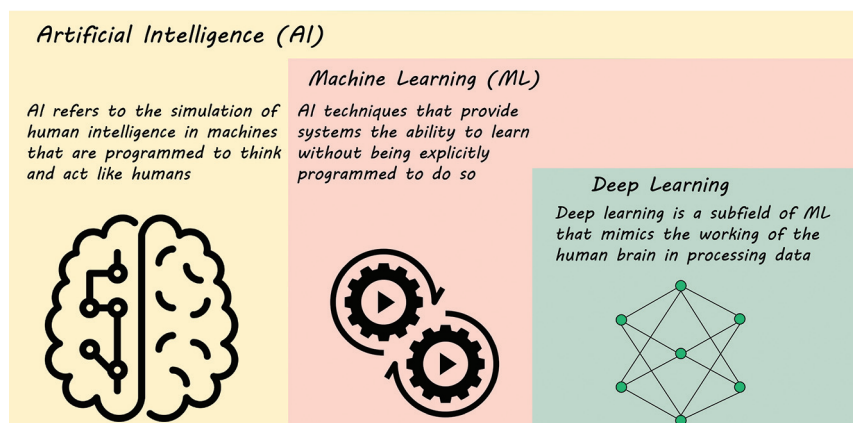 Artificial Intelligence (AI)
AI refers to the simulation of
human intelligence in machines
that are programmed to think
and act like humans
Machine Learning (ML)
AI techniques that provide
systems the ability to learn
without being explicitly
programmed to do so
Deep Learning
Deep learning is a subfield of ML
that mimics the working of the
human brain in processing data